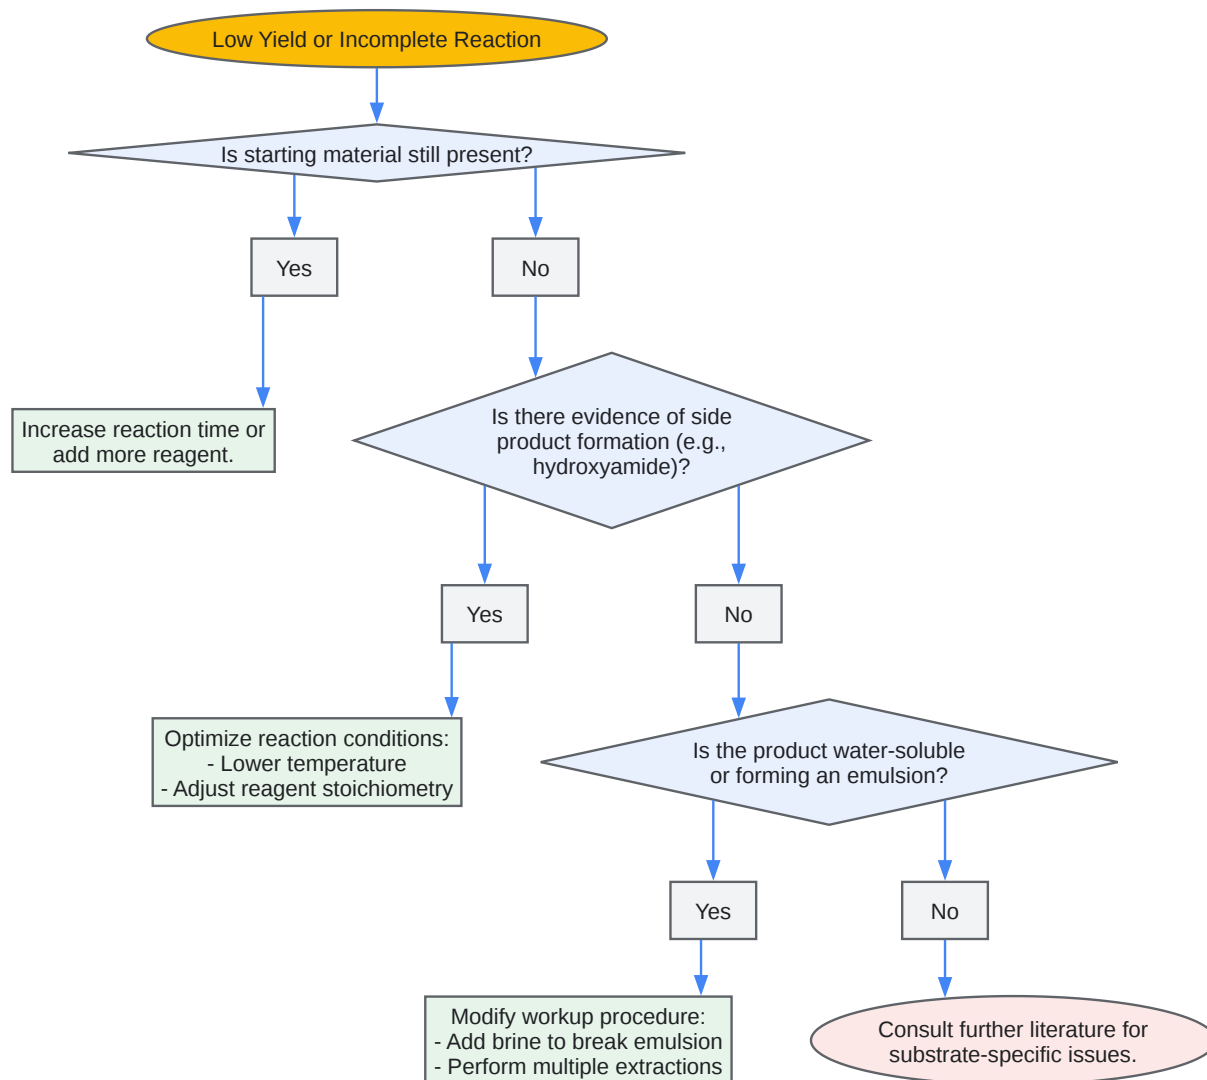 Low Yield or Incomplete Reaction
Is starting material still present?
Yes
No
Increase reaction time or
add more reagent.
Is there evidence of side
product formation (e.g.,
hydroxyamide)?
Yes
No
Optimize reaction conditions:
- Lower temperature
- Adjust reagent stoichiometry
Is the product water-soluble
or forming an emulsion?
Yes
No
Modify workup procedure:
- Add brine to break emulsion
- Perform multiple extractions
Consult further literature for
substrate-specific issues.